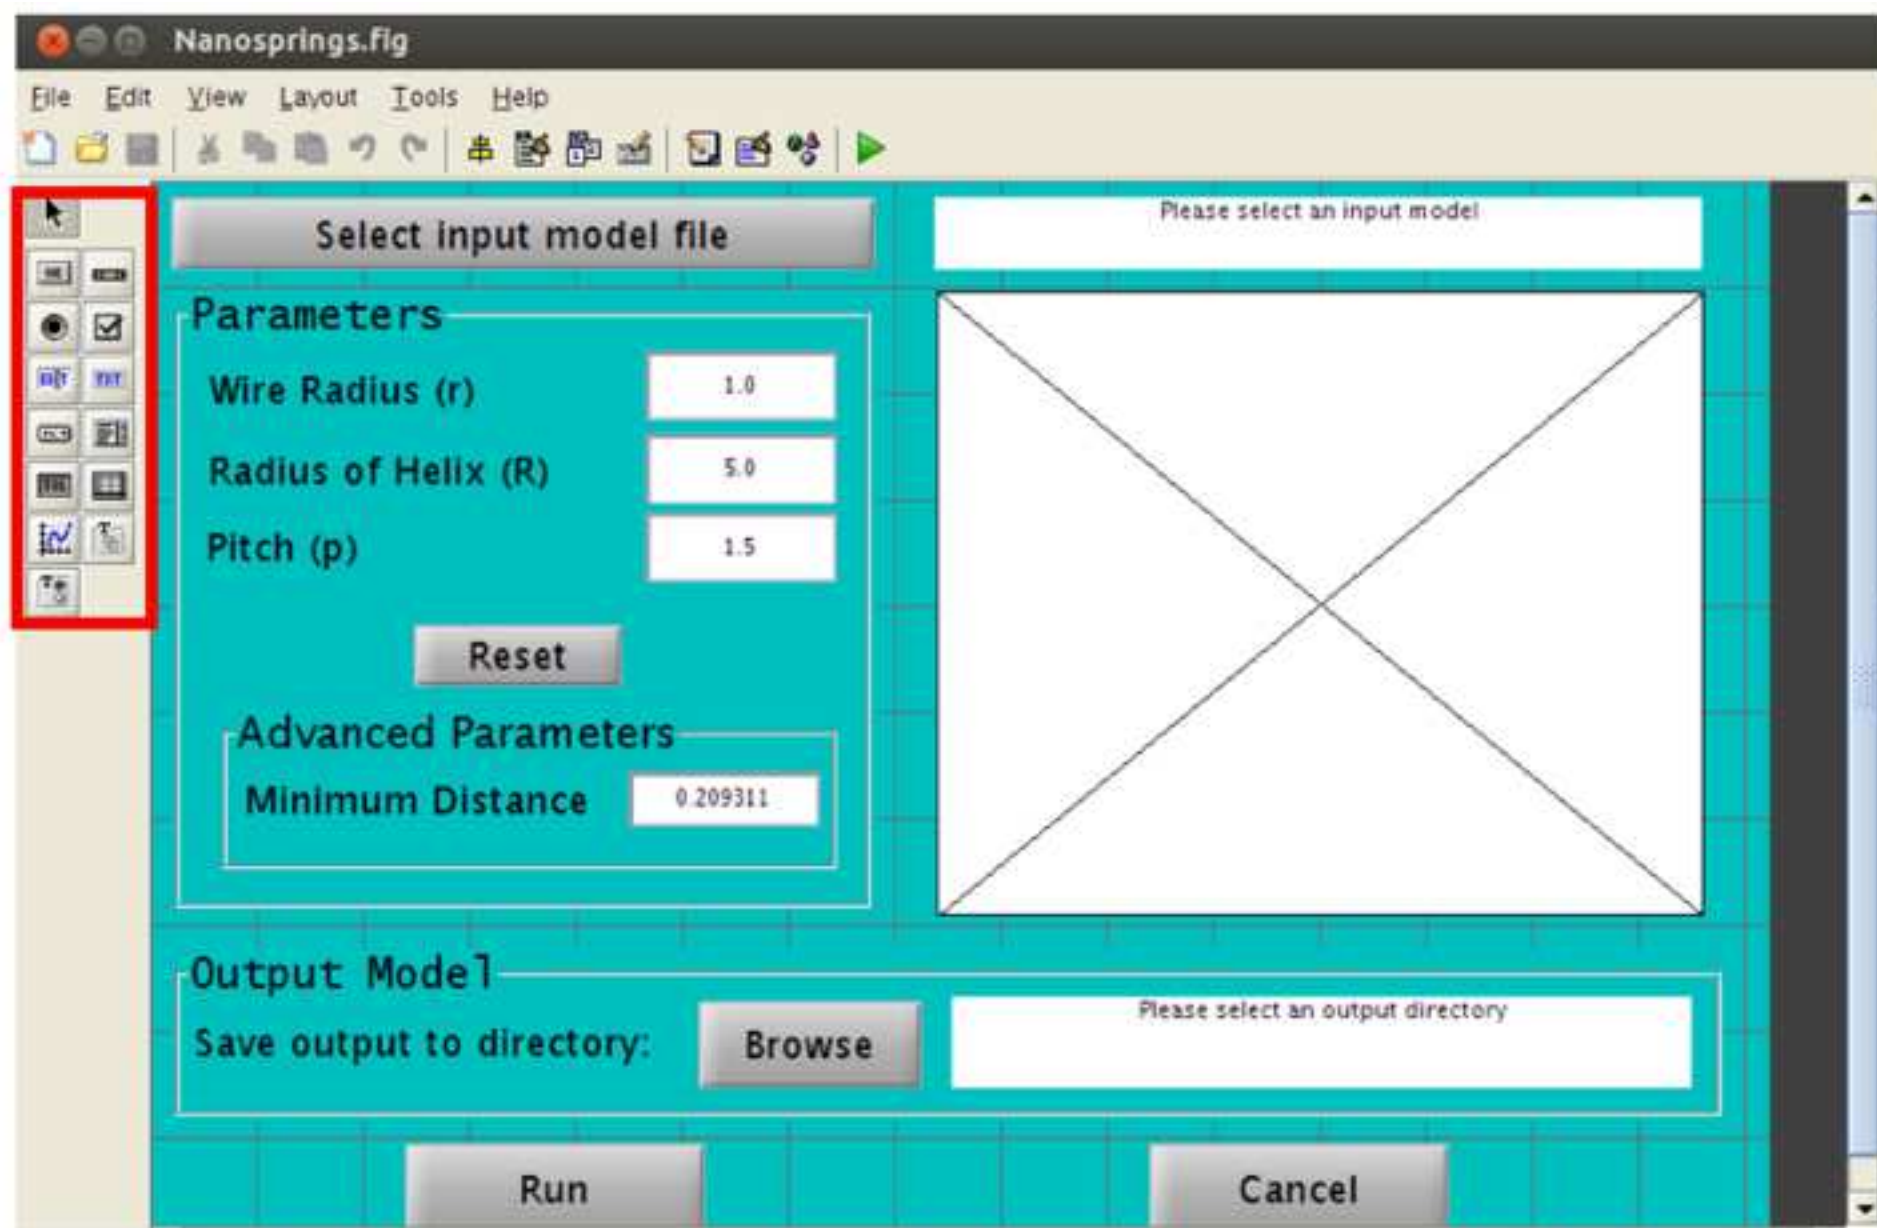 Nanosprings.fig
File Edit View Layout Tools Help
Select input model file
Please select an input model
Parameters
Wire Radius (r) 1.0
Radius of Helix (R) 5.0
Pitch (p) 1.5
Reset
Advanced Parameters
Minimum Distance 0.209311
Output Model
Save output to directory: Browse
Please select an output directory
Run Cancel